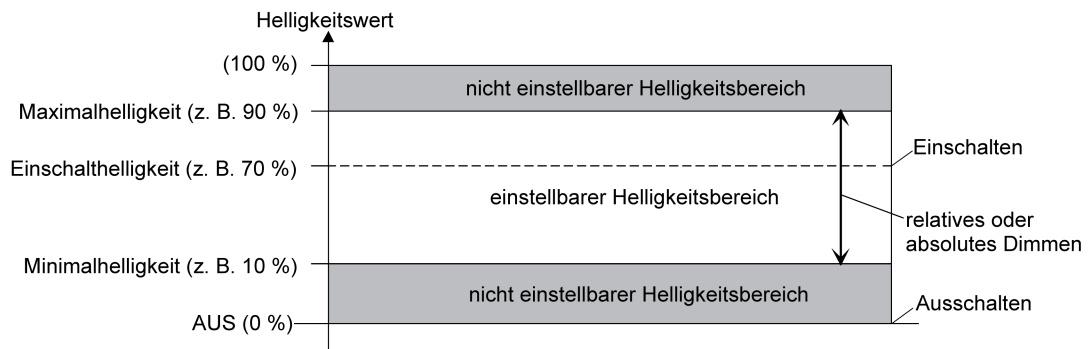 Helligkeitswert
(100 %)
nicht einstellbarer Helligkeitsbereich
Maximalhelligkeit (z. B. 90 %)
Einschalten
Einschalthelligkeit (z. B. 70 %)
einstellbarer Helligkeitsbereich
relatives oder
absolutes Dimmen
Minimalhelligkeit (z. B. 10 %)
nicht einstellbarer Helligkeitsbereich
Ausschalten
AUS (0 %)